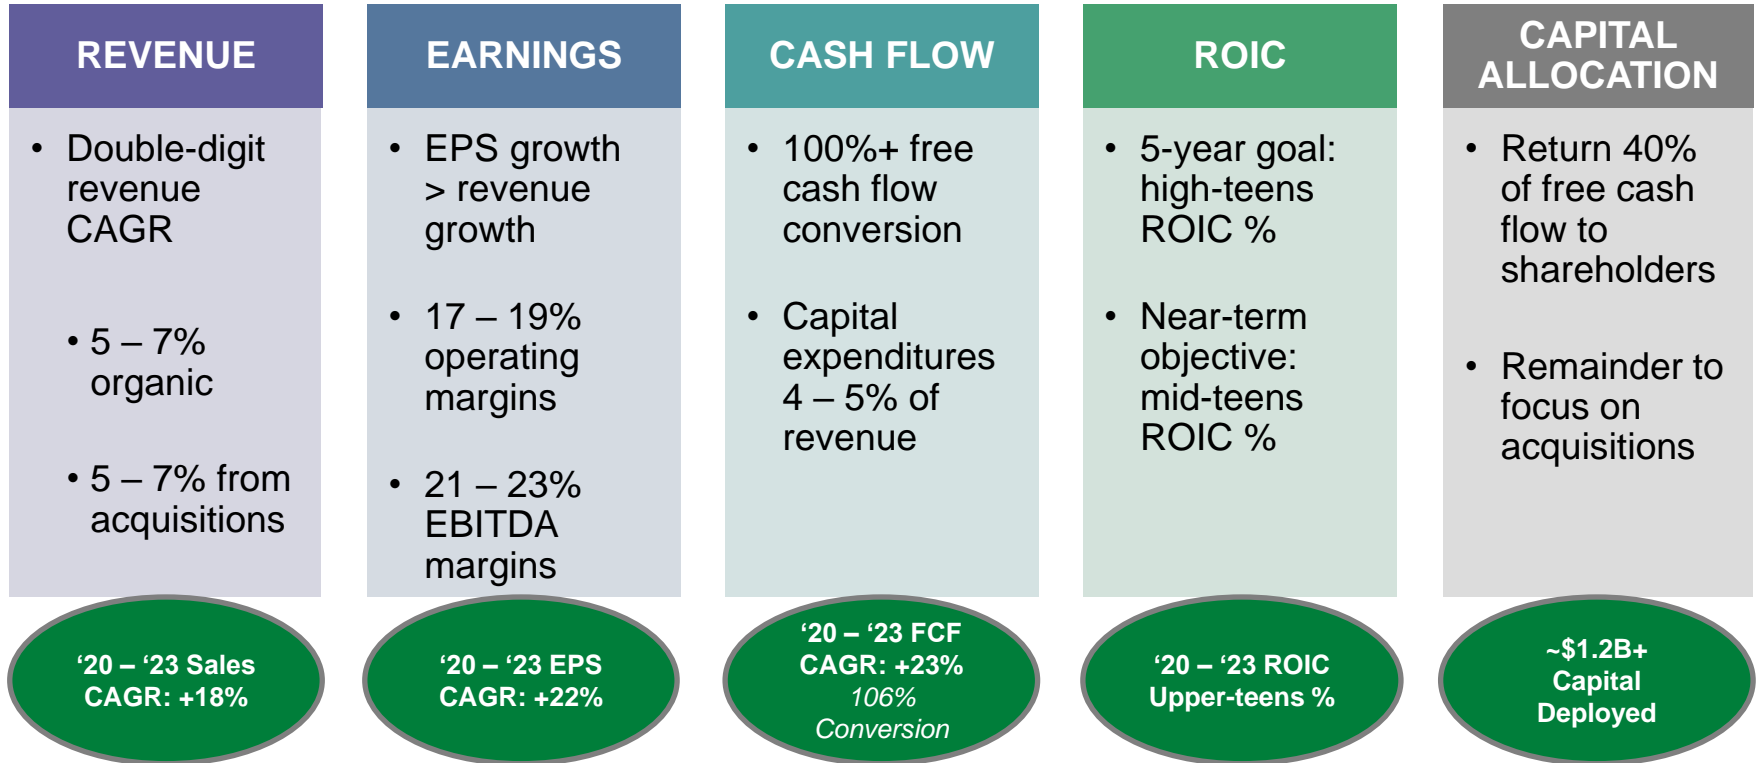 REVENUE
• Double-digit
revenue
CAGR
• 5 – 7%
organic
• 5 – 7% from
acquisitions
‘20 – ‘23 Sales
CAGR: +18%
EARNINGS
• EPS growth
> revenue
growth
• 17 – 19%
operating
margins
• 21 – 23%
EBITDA
margins
‘20 – ‘23 EPS
CAGR: +22%
CASH FLOW
• 100%+ free
cash flow
conversion
• Capital
expenditures
4 – 5% of
revenue
‘20 – ‘23 FCF
CAGR: +23%
106%
Conversion
ROIC
• 5-year goal:
high-teens
ROIC %
• Near-term
objective:
mid-teens
ROIC %
‘20 – ‘23 ROIC
Upper-teens %
CAPITAL
ALLOCATION
• Return 40%
of free cash
flow to
shareholders
• Remainder to
focus on
acquisitions
~$1.2B+
Capital
Deployed